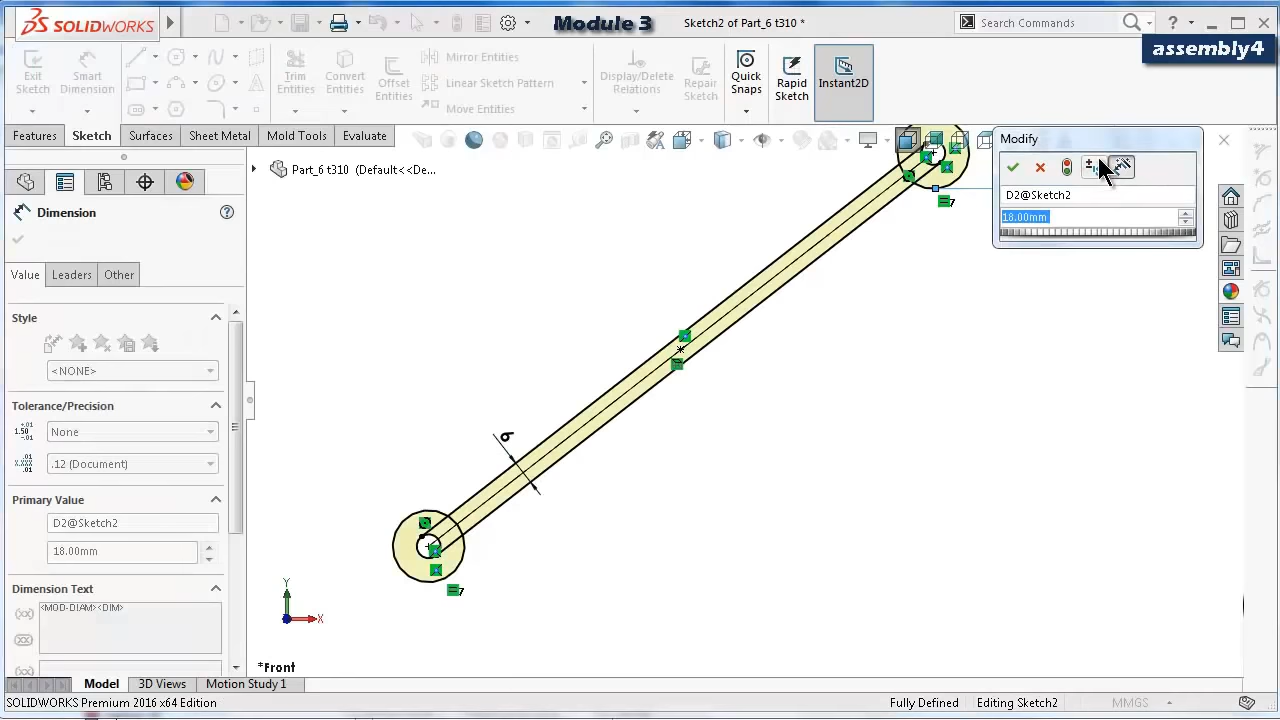 SOLIDWORKS
Module 3
Sketch2 of Part_6 t310 *
Search Commands
?
assembly4
Exit Sketch
Smart Dimension
Trim Entities
Convert Entities
Offset Entities
Mirror Entities
Linear Sketch Pattern
Move Entities
Display/Delete Relations
Repair Sketch
Quick Snaps
Rapid Sketch
Instant2D
Features
Sketch
Surfaces
Sheet Metal
Mold Tools
Evaluate
Modify
Part_6 t310 (Default<<De...
D2@Sketch2
18.00mm
Dimension
?
Value
Leaders
Other
Style
<NONE>
Tolerance/Precision
None
.12 (Document)
Primary Value
D2@Sketch2
18.00mm
Dimension Text
<MOD-DIAM><DIM>
7
7
Y
X
*Front
Model
3D Views
Motion Study 1
SOLIDWORKS Premium 2016 x64 Edition
Fully Defined
Editing Sketch2
MMGS